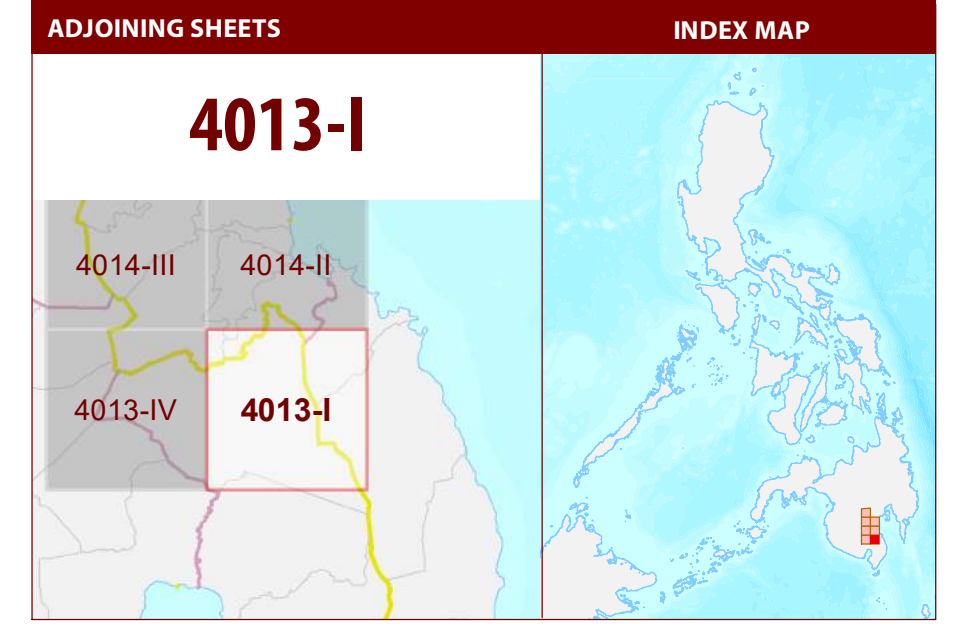 ADJOINING SHEETS
INDEX MAP
4013-I
4014-III
4014-II
4013-IV
4013-I